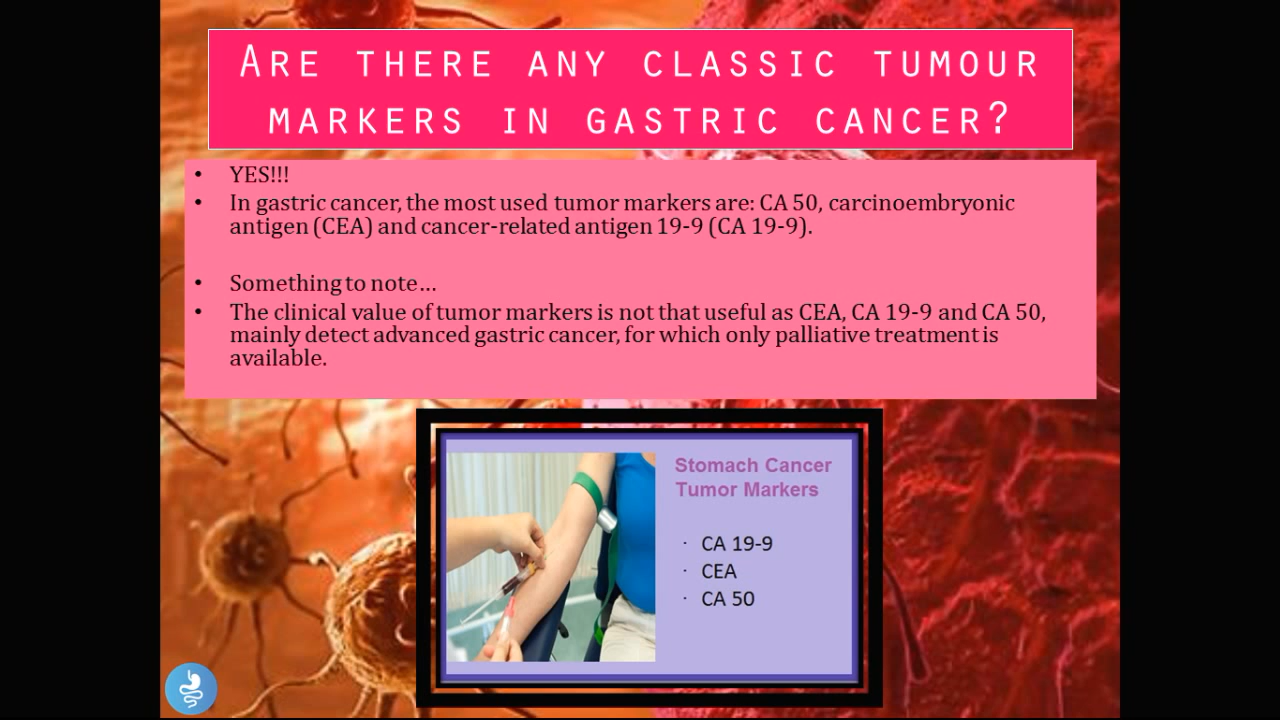 ARE THERE ANY CLASSIC TUMOUR
MARKERS IN GASTRIC CANCER?
• YES!!!
• In gastric cancer, the most used tumor markers are: CA 50, carcinoembryonic
antigen (CEA) and cancer-related antigen 19-9 (CA 19-9).
• Something to note…
• The clinical value of tumor markers is not that useful as CEA, CA 19-9 and CA 50,
mainly detect advanced gastric cancer, for which only palliative treatment is
available.
Stomach Cancer
Tumor Markers
· CA 19-9
· CEA
· CA 50